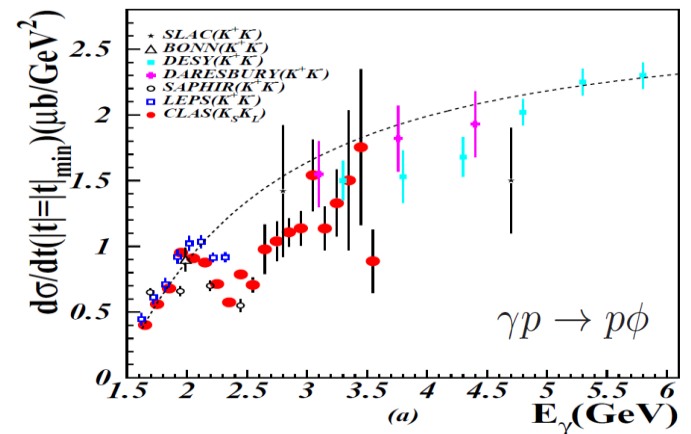 dσ/dt(|t|=|t|min)(μb/GeV²)
2.5
2
1.5
1
0.5
0
SLAC(K⁺K⁻)
BONN(K⁺K⁻)
DESY(K⁺K⁻)
DARESBURY(K⁺K⁻)
SAPHIR(K⁺K⁻)
LEPS(K⁺K⁻)
CLAS(K_SK_L)
γp → pϕ
1.5 2 2.5 3 3.5 4 4.5 5 5.5 6
(a)
E_γ(GeV)